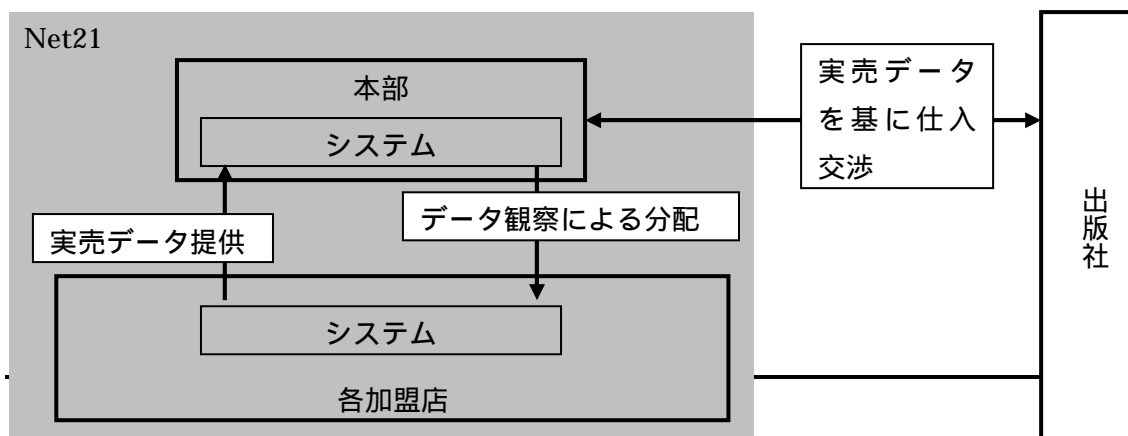 Net21
本部
システム
実売データ
を基に仕入
交渉
実売データ提供
データ観察による分配
出版社
システム
各加盟店